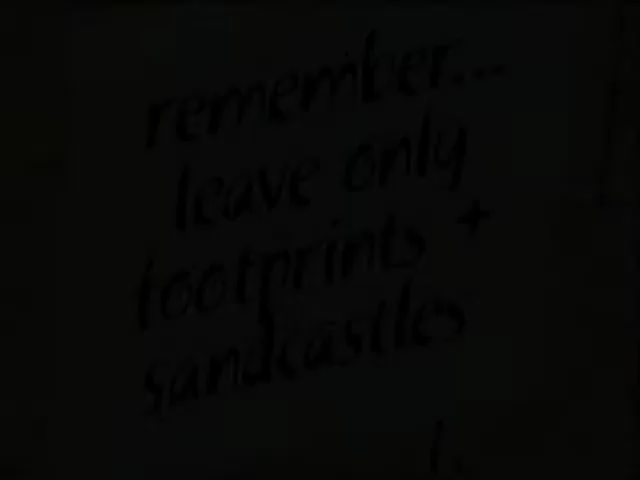 remember...
leave only
footprints +
sandcastles